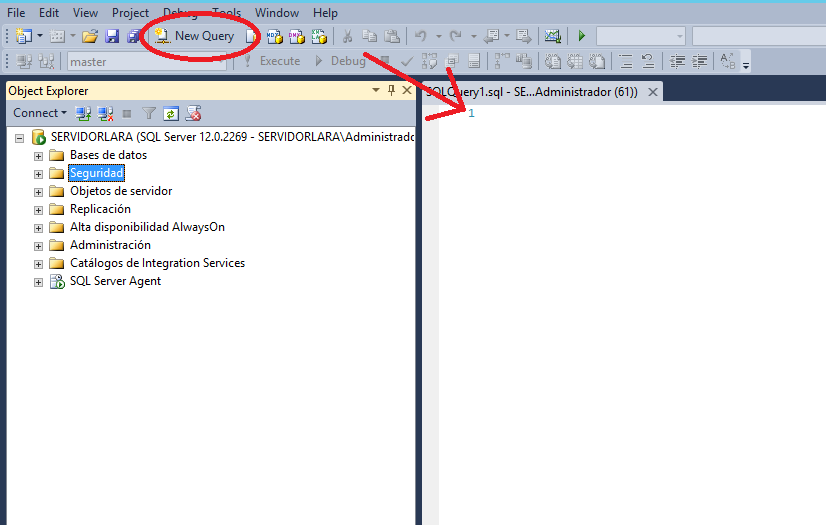 File Edit View Project Debug Tools Window Help
New Query
master Execute Debug
Object Explorer
SQLQuery1.sql - SE...Administrador (61))
Connect
1
SERVIDORLARA (SQL Server 12.0.2269 - SERVIDORLARA\Administrado
Bases de datos
Seguridad
Objetos de servidor
Replicación
Alta disponibilidad AlwaysOn
Administración
Catálogos de Integration Services
SQL Server Agent